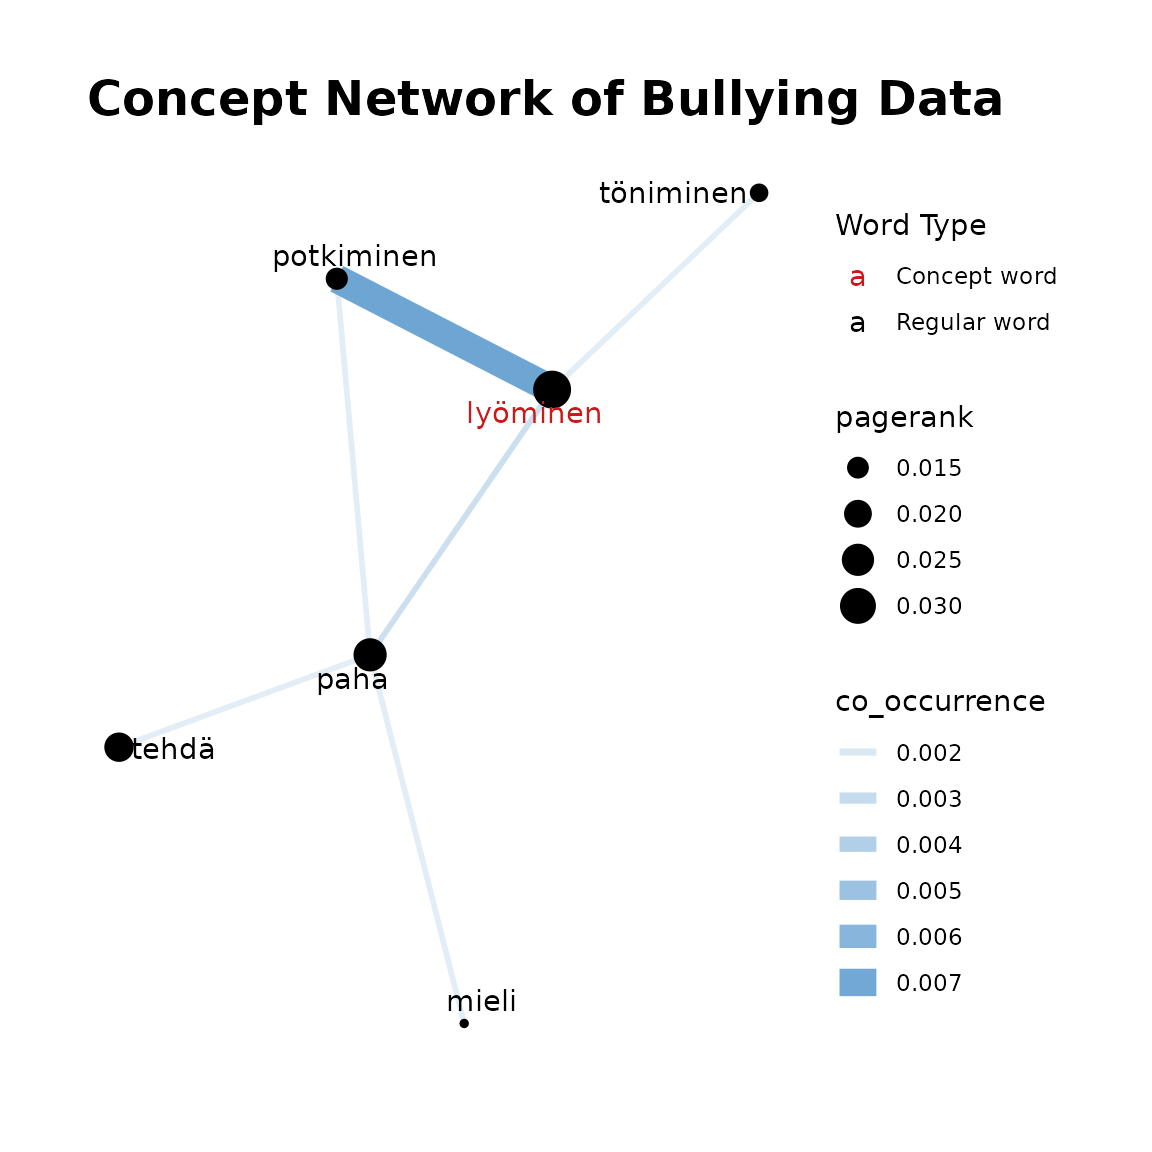 Concept Network of Bullying Data
töniminen
potkiminen
lyöminen
paha
tehdä
mieli
Word Type
a Concept word
a Regular word
pagerank
0.015
0.020
0.025
0.030
co_occurrence
0.002
0.003
0.004
0.005
0.006
0.007